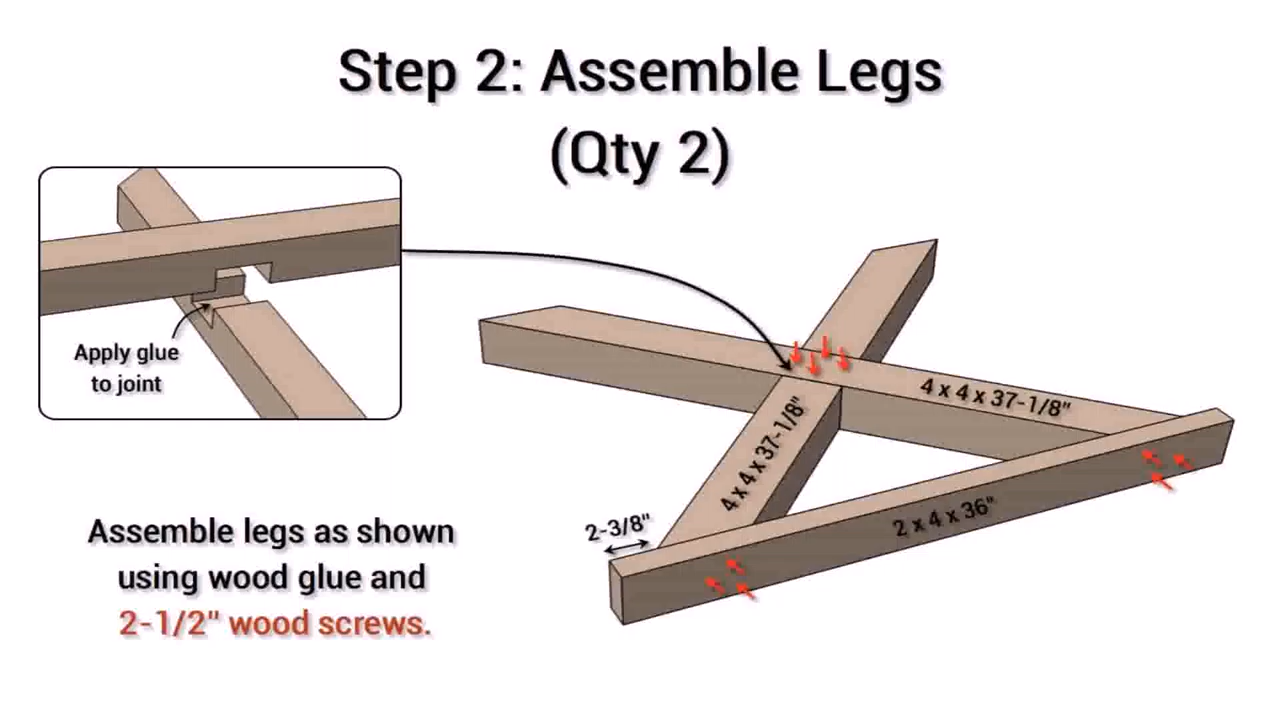 Step 2: Assemble Legs
(Qty 2)
Apply glue
to joint
4 x 4 x 37-1/8"
4 x 4 x 37-1/8"
2-3/8"
2 x 4 x 36"
Assemble legs as shown
using wood glue and
2-1/2" wood screws.